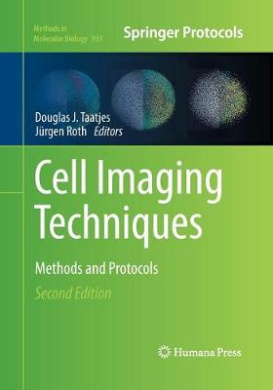 Methods in
Molecular Biology 931
Springer Protocols
Douglas J. Taatjes
Jürgen Roth Editors
Cell Imaging
Techniques
Methods and Protocols
Second Edition
Humana Press